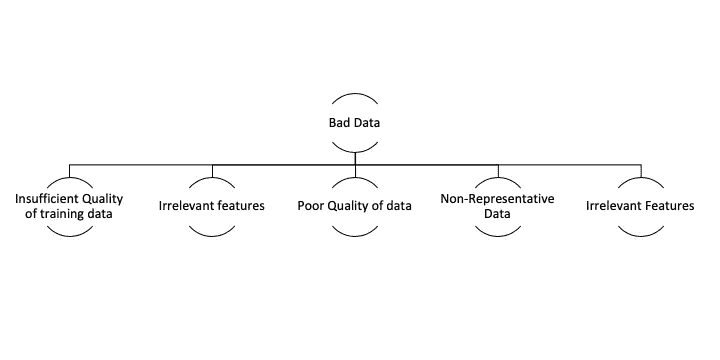 Bad Data
Insufficient Quality
of training data
Irrelevant features
Poor Quality of data
Non-Representative
Data
Irrelevant Features